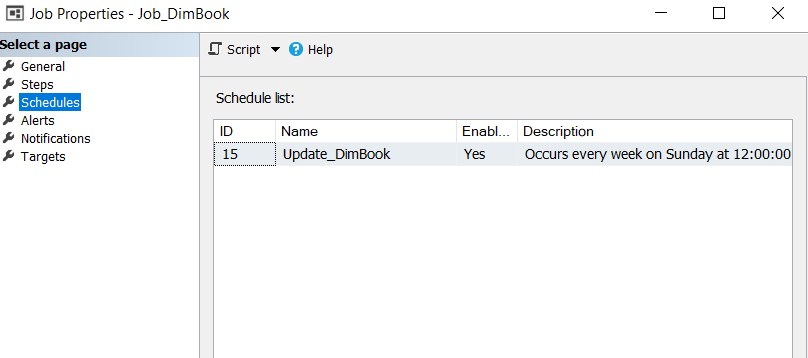 Job Properties - Job_DimBook
Select a page
General
Steps
Schedules
Alerts
Notifications
Targets
Script
Help
Schedule list:
ID Name Enabl... Description
15 Update_DimBook Yes Occurs every week on Sunday at 12:00:00